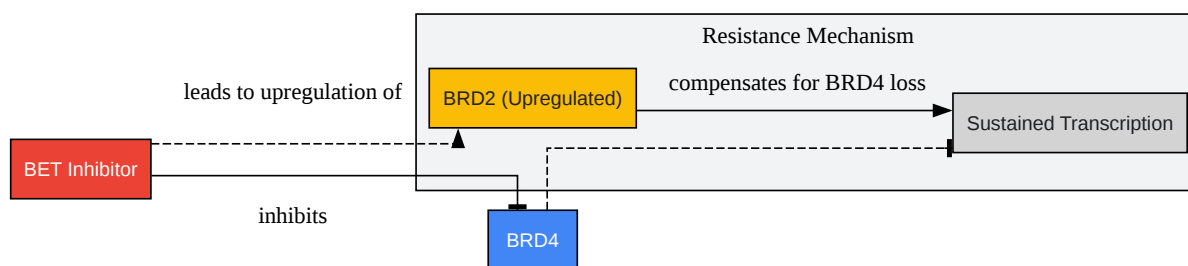 Resistance Mechanism
leads to upregulation of
BRD2 (Upregulated)
compensates for BRD4 loss
Sustained Transcription
BET Inhibitor
inhibits
BRD4